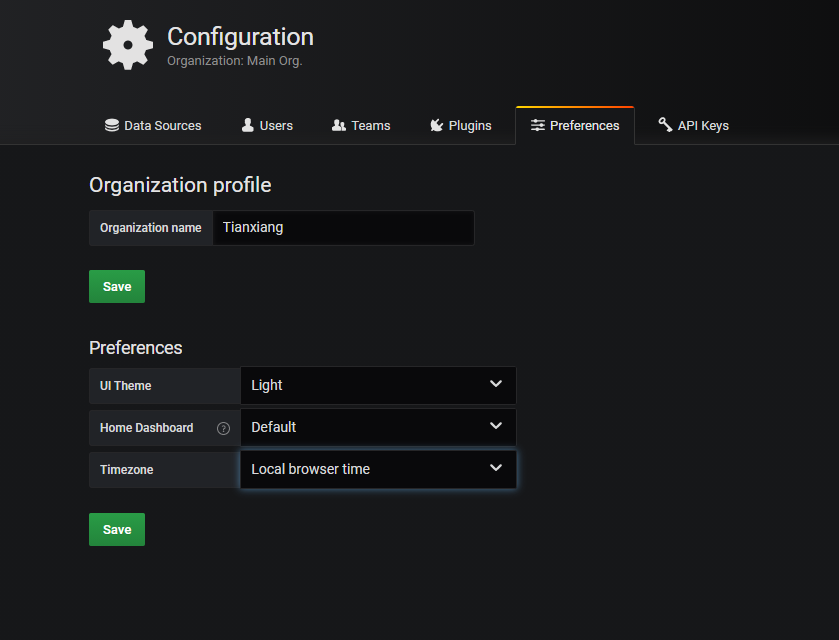 Configuration
Organization: Main Org.
Data Sources Users Teams Plugins Preferences API Keys
Organization profile
Organization name Tianxiang
Save
Preferences
UI Theme Light
Home Dashboard ? Default
Timezone Local browser time
Save